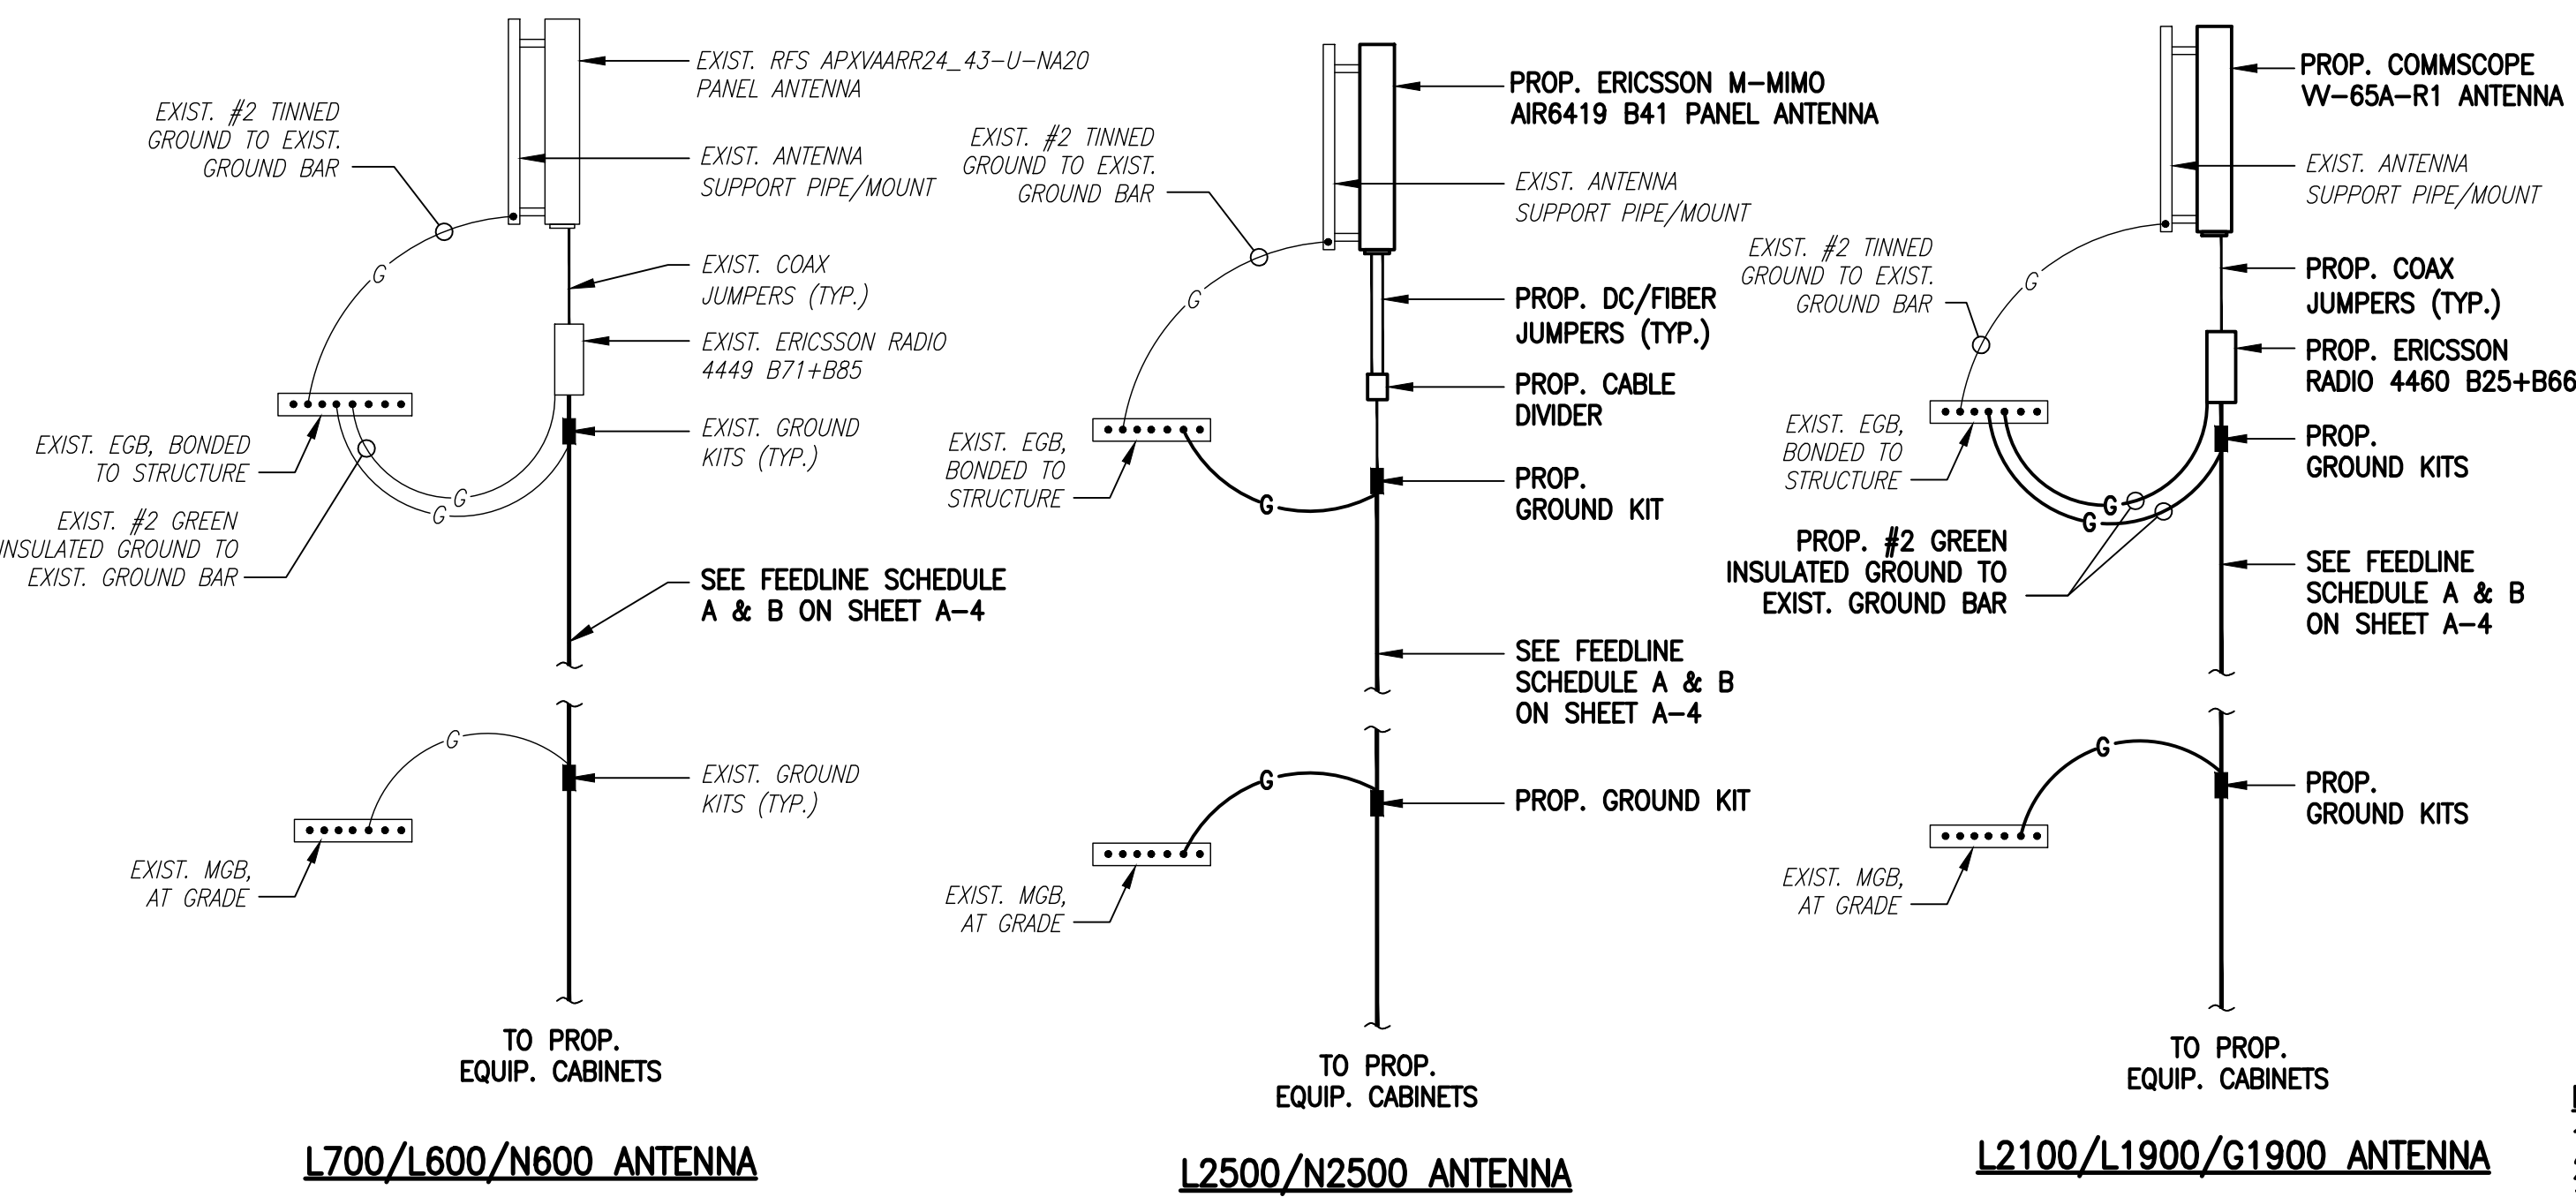 EXIST. RFS APXVAARR24_43-U-NA20
PANEL ANTENNA
EXIST. #2 TINNED
GROUND TO EXIST.
GROUND BAR
EXIST. ANTENNA
SUPPORT PIPE/MOUNT
G
EXIST. COAX
JUMPERS (TYP.)
EXIST. ERICSSON RADIO
4449 B71+B85
EXIST. EGB, BONDED
TO STRUCTURE
EXIST. GROUND
KITS (TYP.)
G
G
EXIST. #2 GREEN
INSULATED GROUND TO
EXIST. GROUND BAR
SEE FEEDLINE SCHEDULE
A & B ON SHEET A-4
G
EXIST. GROUND
KITS (TYP.)
EXIST. MGB,
AT GRADE
TO PROP.
EQUIP. CABINETS
L700/L600/N600 ANTENNA
PROP. ERICSSON M-MIMO
AIR6419 B41 PANEL ANTENNA
EXIST. #2 TINNED
GROUND TO EXIST.
GROUND BAR
EXIST. ANTENNA
SUPPORT PIPE/MOUNT
G
PROP. DC/FIBER
JUMPERS (TYP.)
PROP. CABLE
DIVIDER
EXIST. EGB,
BONDED TO
STRUCTURE
G
PROP.
GROUND KIT
SEE FEEDLINE
SCHEDULE A & B
ON SHEET A-4
G
PROP. GROUND KIT
EXIST. MGB,
AT GRADE
TO PROP.
EQUIP. CABINETS
L2500/N2500 ANTENNA
PROP. COMMSCOPE
VV-65A-R1 ANTENNA
EXIST. ANTENNA
SUPPORT PIPE/MOUNT
EXIST. #2 TINNED
GROUND TO EXIST.
GROUND BAR
G
PROP. COAX
JUMPERS (TYP.)
PROP. ERICSSON
RADIO 4460 B25+B66
EXIST. EGB,
BONDED TO
STRUCTURE
PROP.
GROUND KITS
G
G
PROP. #2 GREEN
INSULATED GROUND TO
EXIST. GROUND BAR
SEE FEEDLINE
SCHEDULE A & B
ON SHEET A-4
G
PROP.
GROUND KITS
EXIST. MGB,
AT GRADE
TO PROP.
EQUIP. CABINETS
L2100/L1900/G1900 ANTENNA